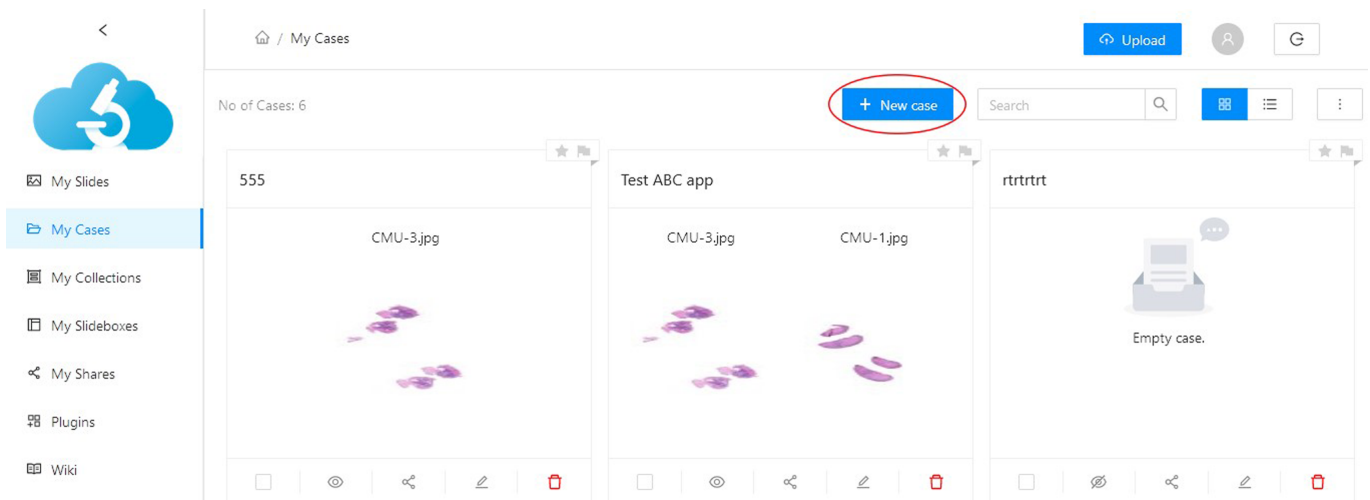 / My Cases
Upload
No of Cases: 6
+ New case
Search
My Slides
My Cases
My Collections
My Slideboxes
My Shares
Plugins
Wiki
555
CMU-3.jpg
Test ABC app
CMU-3.jpg CMU-1.jpg
rtrtrtrt
Empty case.